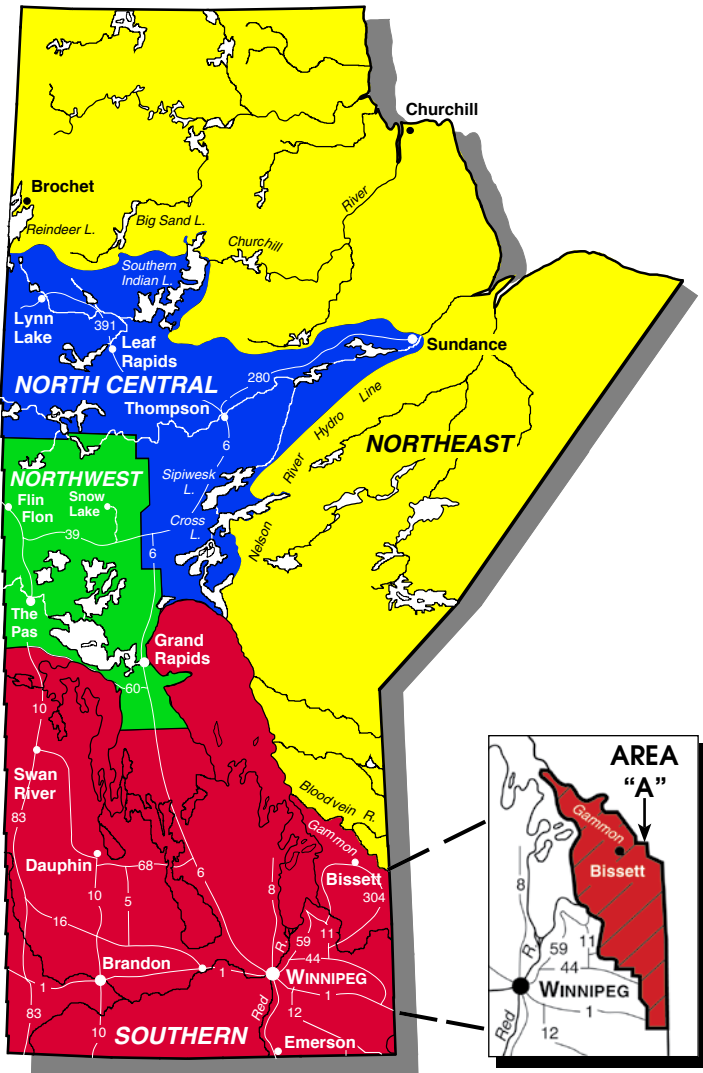 Churchill
Brochet
River
Reindeer L.
Big Sand L.
Churchill
Southern
Indian L.
Lynn
Lake
391
Leaf
Rapids
Sundance
NORTH CENTRAL
280
Thompson
River Hydro Line
6
NORTHEAST
NORTHWEST
Sipiwesk
L.
Flin
Flon
Snow
Lake
Cross
L.
39
6
Nelson
The
Pas
Grand
Rapids
60
10
Swan
River
83
Bloodvein R.
Gammon
Dauphin
68
6
8
Bissett
304
10
5
16
11
59
R.
44
Brandon
1
1
WINNIPEG
1
83
10
Red
12
SOUTHERN
Emerson
AREA
“A”
Gammon
Bissett
8
R.
59
11
44
WINNIPEG
1
Red
12